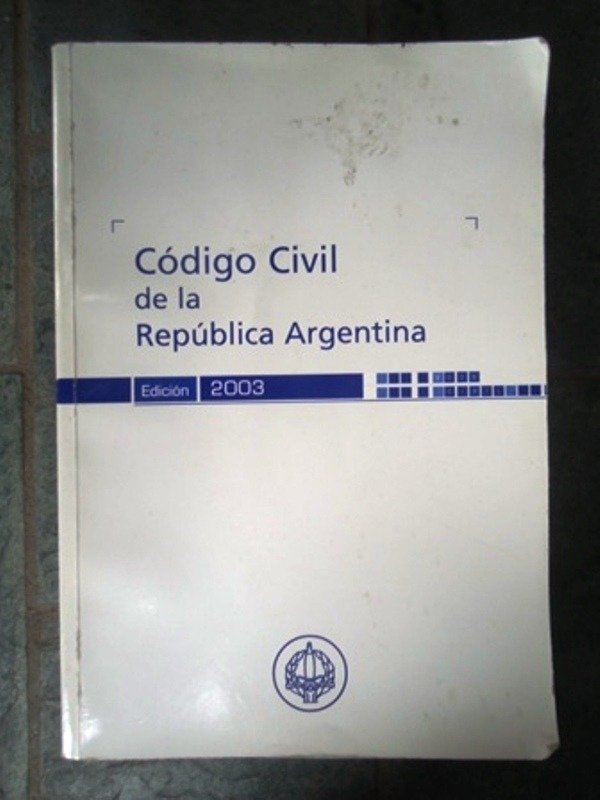 Código Civil
de la
República Argentina
Edición 2003